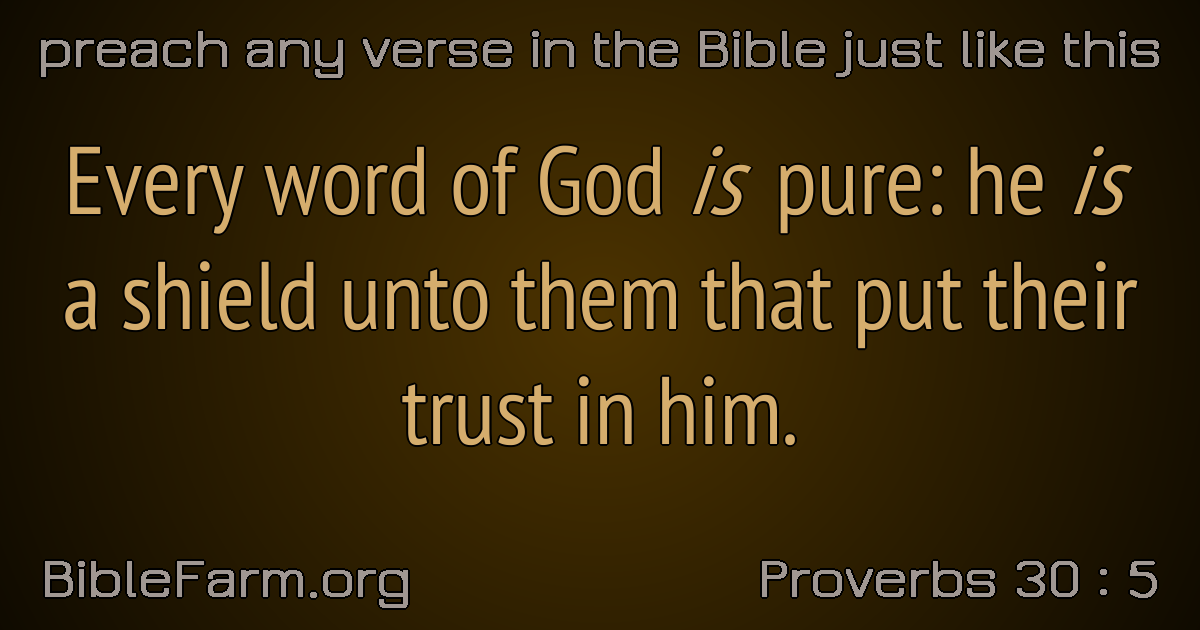 preach any verse in the Bible just like this
Every word of God is pure: he is
a shield unto them that put their
trust in him.
BibleFarm.org
Proverbs 30 : 5